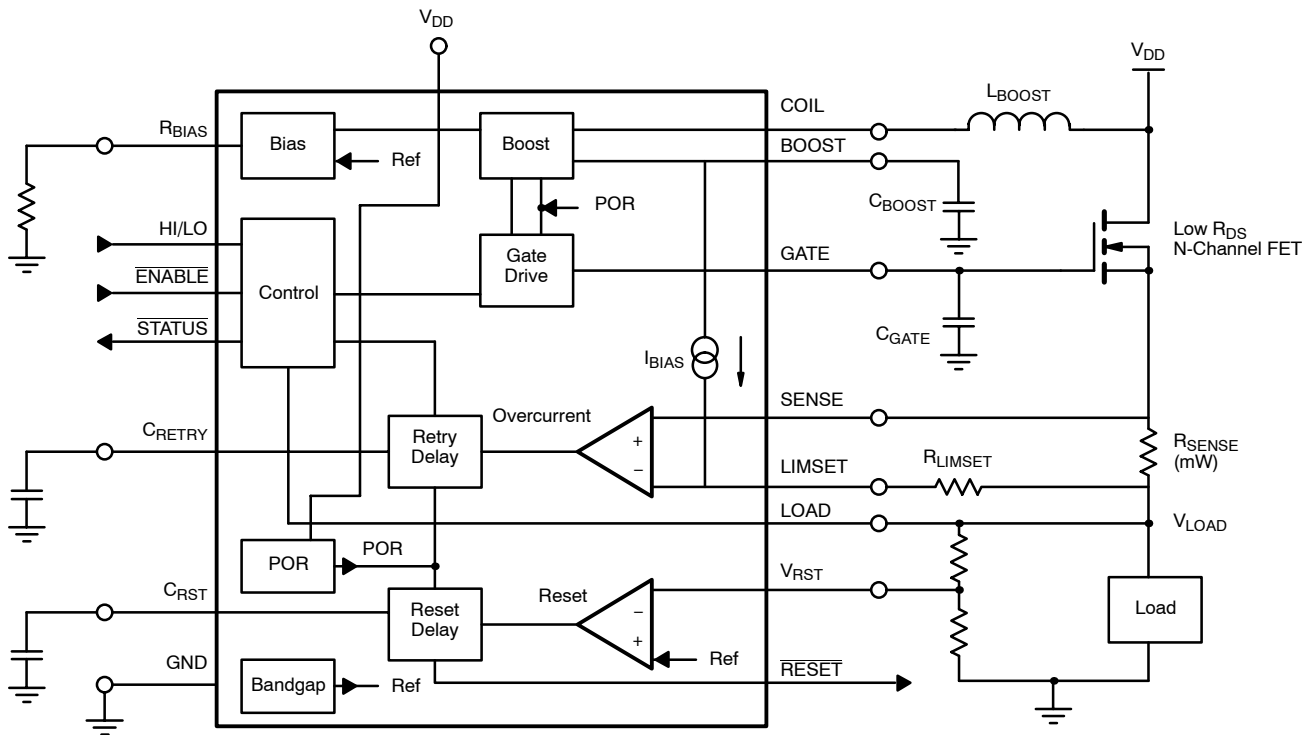 VDD
VDD
LBOOST
COIL
RBIAS
Bias
Boost
Ref
BOOST
POR
CBOOST
HI/LO
Low RDS
N-Channel FET
GATE
Gate
Drive
ENABLE
Control
STATUS
CGATE
IBIAS
SENSE
Overcurrent
CRETRY
Retry
Delay
+
−
RSENSE
(mW)
RLIMSET
LIMSET
LOAD
VLOAD
POR
POR
VRST
CRST
Reset
Delay
Reset
−
+
Load
GND
Ref
RESET
Bandgap
Ref